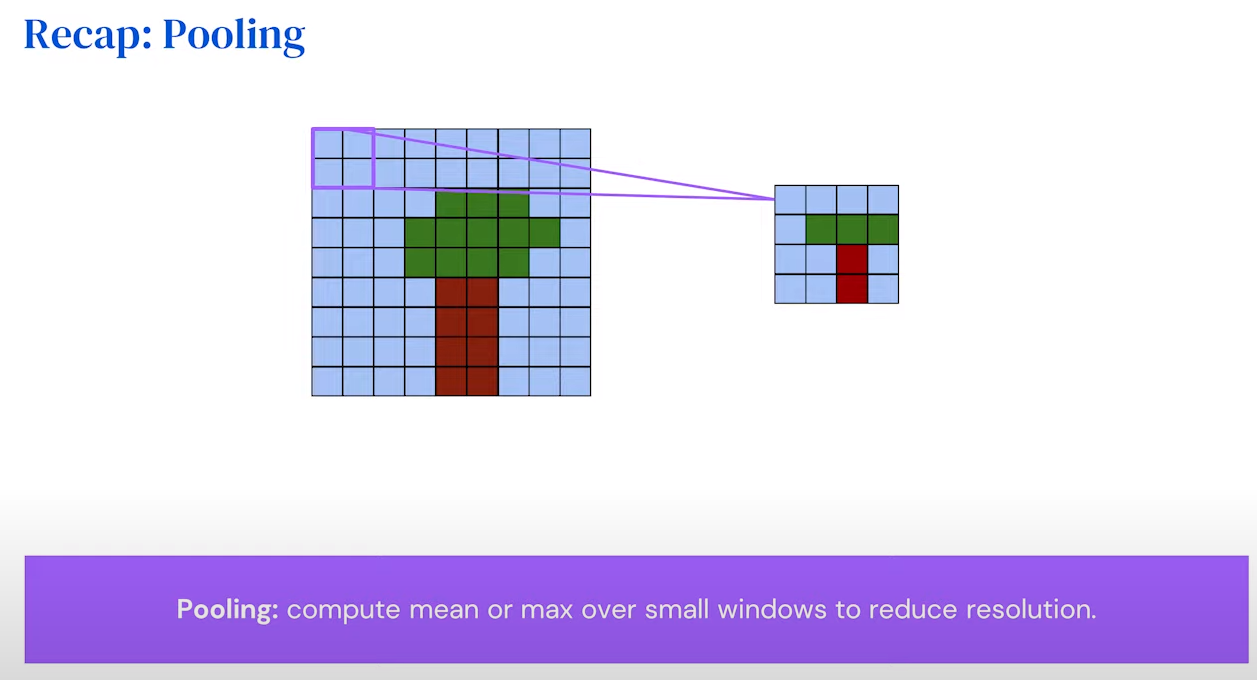 Recap: Pooling
Pooling: compute mean or max over small windows to reduce resolution.